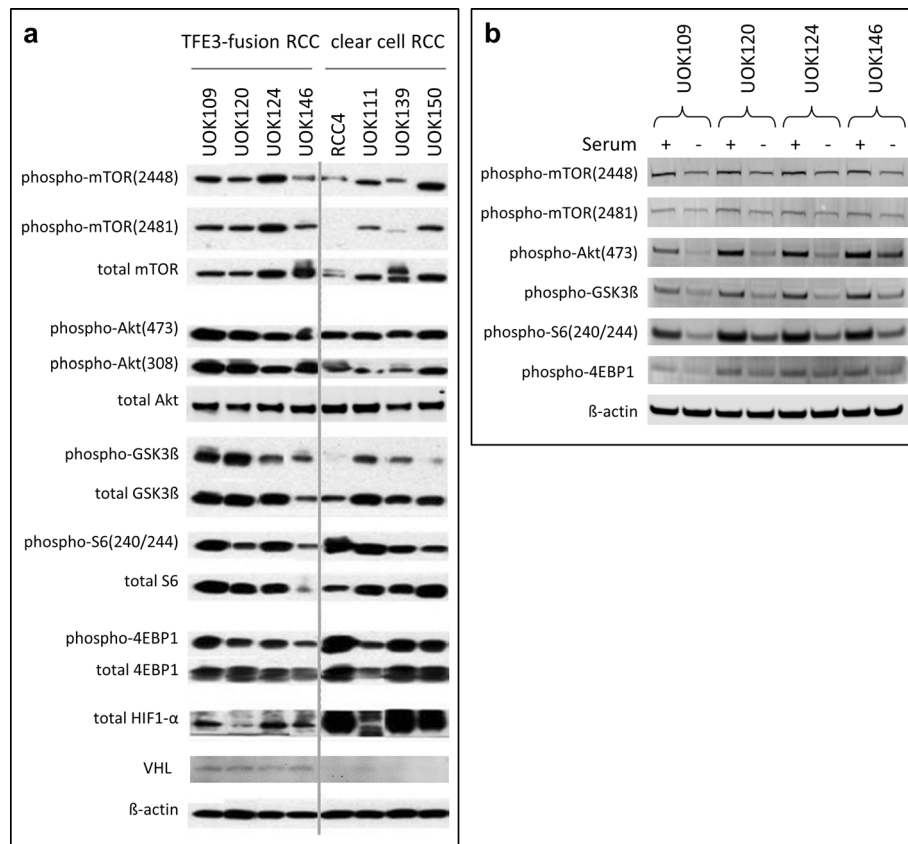 a
TFE3-fusion RCC clear cell RCC
UOK109 UOK120 UOK124 UOK146 RCC4 UOK111 UOK139 UOK150
phospho-mTOR(2448)
phospho-mTOR(2481)
total mTOR
phospho-Akt(473)
phospho-Akt(308)
total Akt
phospho-GSK3ß
total GSK3ß
phospho-S6(240/244)
total S6
phospho-4EBP1
total 4EBP1
total HIF1-α
VHL
ß-actin
b
UOK109 UOK120 UOK124 UOK146
Serum + - + - + - + -
phospho-mTOR(2448)
phospho-mTOR(2481)
phospho-Akt(473)
phospho-GSK3ß
phospho-S6(240/244)
phospho-4EBP1
ß-actin